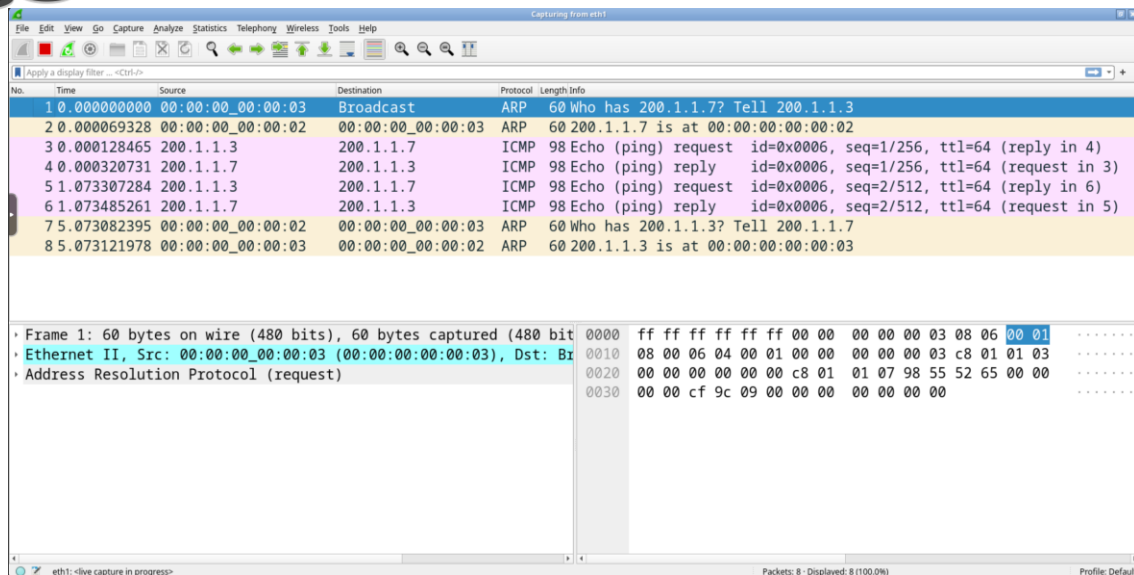 Capturing from eth1
File Edit View Go Capture Analyze Statistics Telephony Wireless Tools Help
Apply a display filter ... <Ctrl-/>
No. Time Source Destination Protocol Length Info
1 0.000000000 00:00:00_00:00:03 Broadcast ARP 60 Who has 200.1.1.7? Tell 200.1.1.3
2 0.000069328 00:00:00_00:00:02 00:00:00_00:00:03 ARP 60 200.1.1.7 is at 00:00:00:00:00:02
3 0.000128465 200.1.1.3 200.1.1.7 ICMP 98 Echo (ping) request id=0x0006, seq=1/256, ttl=64 (reply in 4)
4 0.000320731 200.1.1.7 200.1.1.3 ICMP 98 Echo (ping) reply id=0x0006, seq=1/256, ttl=64 (request in 3)
5 1.073307284 200.1.1.3 200.1.1.7 ICMP 98 Echo (ping) request id=0x0006, seq=2/512, ttl=64 (reply in 6)
6 1.073485261 200.1.1.7 200.1.1.3 ICMP 98 Echo (ping) reply id=0x0006, seq=2/512, ttl=64 (request in 5)
7 5.073082395 00:00:00_00:00:02 00:00:00_00:00:03 ARP 60 Who has 200.1.1.3? Tell 200.1.1.7
8 5.073121978 00:00:00_00:00:03 00:00:00_00:00:02 ARP 60 200.1.1.3 is at 00:00:00:00:00:03
Frame 1: 60 bytes on wire (480 bits), 60 bytes captured (480 bit
Ethernet II, Src: 00:00:00_00:00:03 (00:00:00:00:00:03), Dst: Br
Address Resolution Protocol (request)
0000 ff ff ff ff ff ff 00 00 00 00 00 03 08 06 00 01 ·······
0010 08 00 06 04 00 01 00 00 00 00 00 03 c8 01 01 03 ·······
0020 00 00 00 00 00 00 c8 01 01 07 98 55 52 65 00 00 ·······
0030 00 00 cf 9c 09 00 00 00 00 00 00 00 ·······
eth1: <live capture in progress> Packets: 8 · Displayed: 8 (100.0%) Profile: Defaul